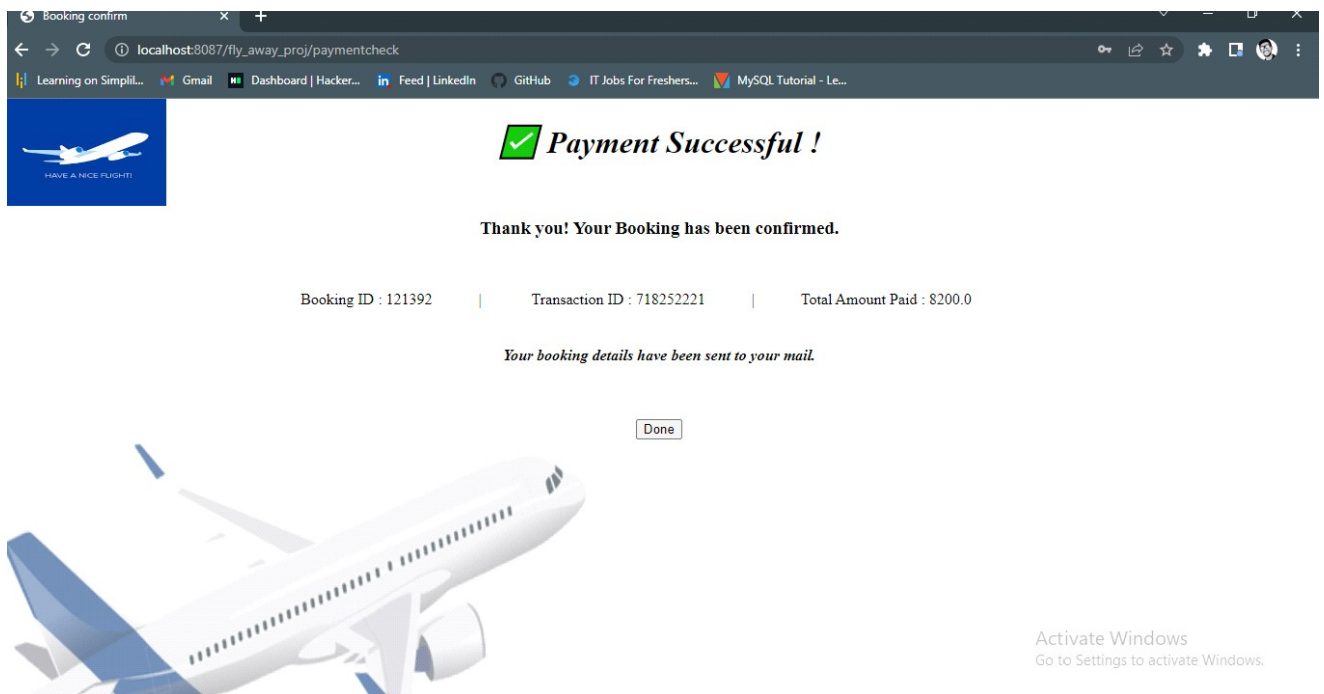 Booking confirm
localhost:8087/fly_away_proj/paymentcheck
Learning on Simplil... Gmail Dashboard | Hacker... Feed | LinkedIn GitHub IT Jobs For Freshers... MySQL Tutorial - Le...
HAVE A NICE FLIGHT!
Payment Successful !
Thank you! Your Booking has been confirmed.
Booking ID : 121392 | Transaction ID : 718252221 | Total Amount Paid : 8200.0
Your booking details have been sent to your mail.
Done
Activate Windows
Go to Settings to activate Windows.